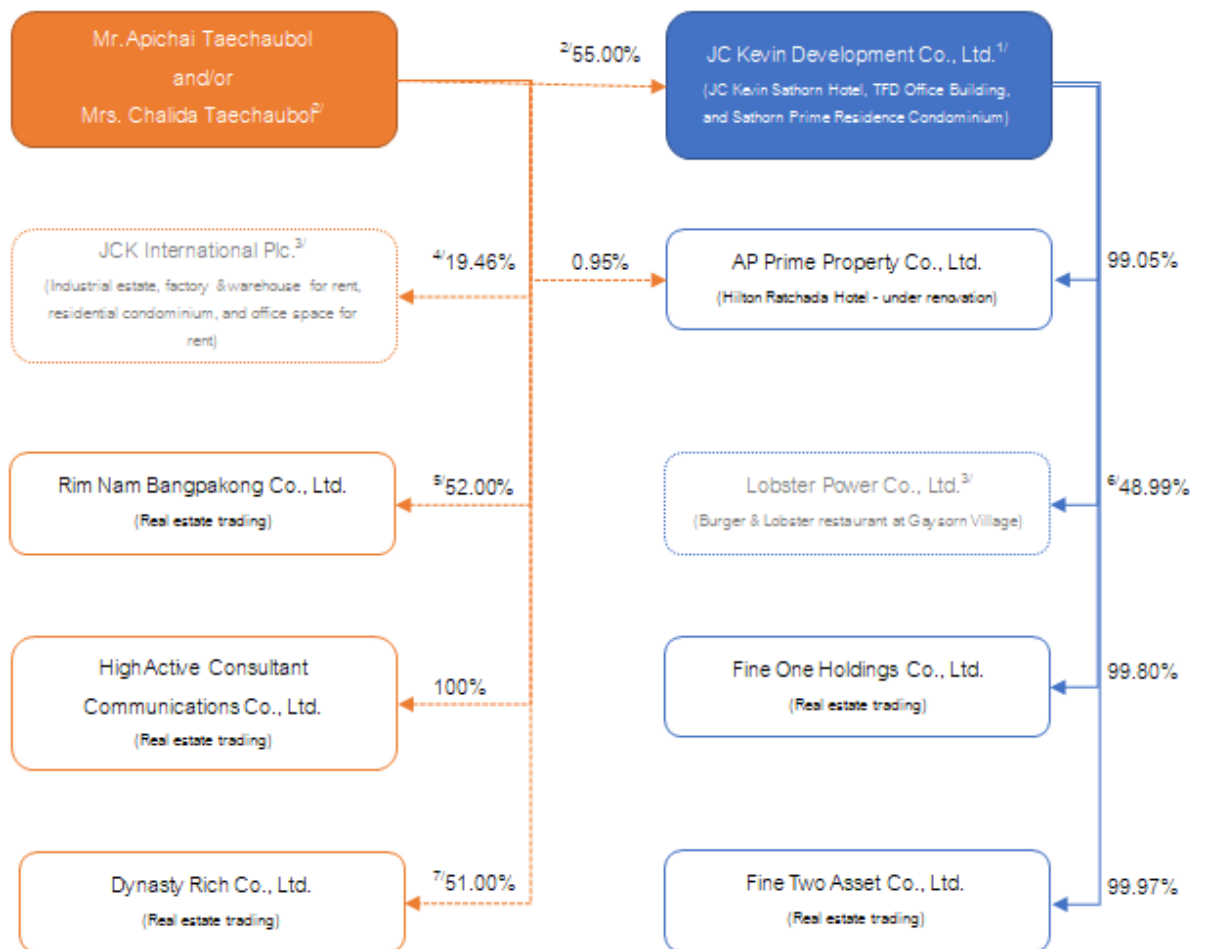 Mr. Apichai Taechaubol
and/or
Mrs. Chalida Taechaubol2/
2/55.00%
JC Kevin Development Co., Ltd.1/
(JC Kevin Sathorn Hotel, TFD Office Building,
and Sathorn Prime Residence Condominium)
JCK International Plc.3/
(Industrial estate, factory & warehouse for rent,
residential condominium, and office space for
rent)
4/19.46%
0.95%
AP Prime Property Co., Ltd.
(Hilton Ratchada Hotel - under renovation)
99.05%
Rim Nam Bangpakong Co., Ltd.
(Real estate trading)
5/52.00%
Lobster Power Co., Ltd.3/
(Burger & Lobster restaurant at Gaysorn Village)
6/48.99%
High Active Consultant
Communications Co., Ltd.
(Real estate trading)
100%
Fine One Holdings Co., Ltd.
(Real estate trading)
99.80%
Dynasty Rich Co., Ltd.
(Real estate trading)
7/51.00%
Fine Two Asset Co., Ltd.
(Real estate trading)
99.97%